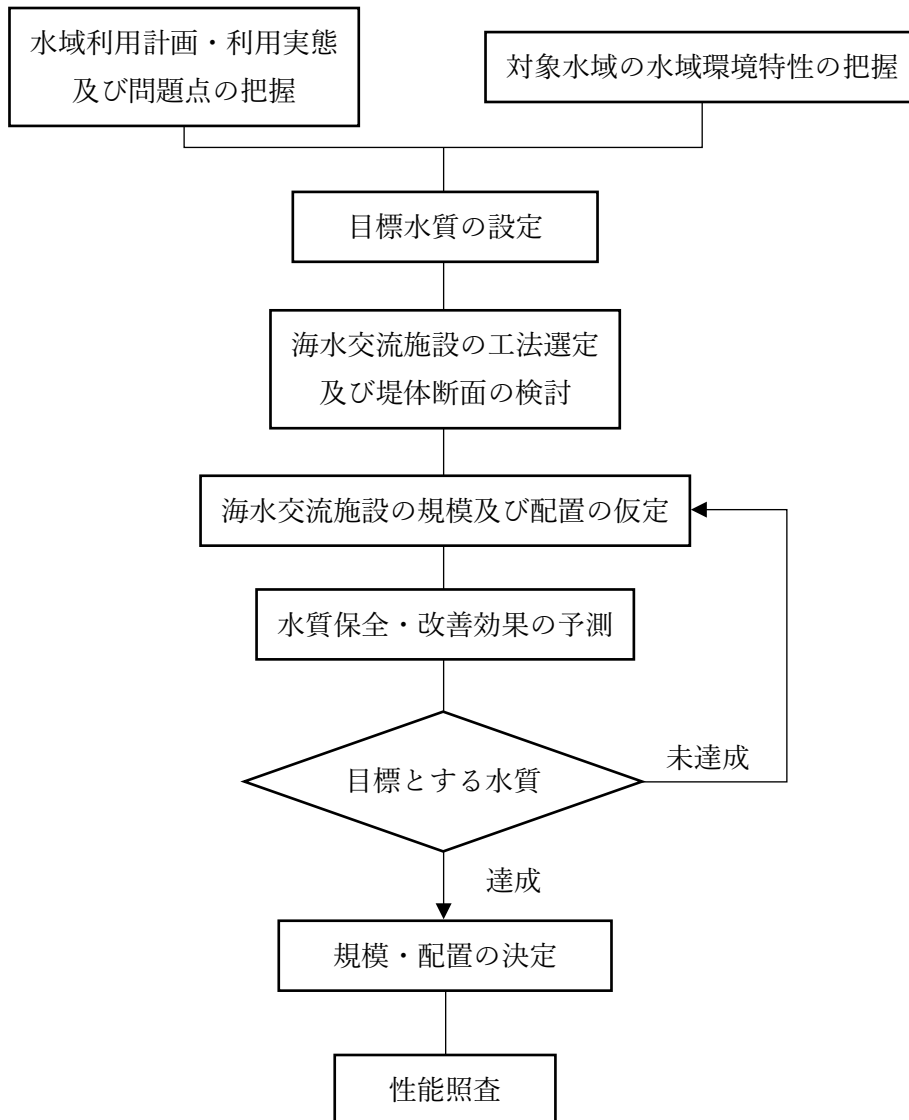 水域利用計画・利用実態
及び問題点の把握
対象水域の水域環境特性の把握
目標水質の設定
海水交流施設の工法選定
及び堤体断面の検討
海水交流施設の規模及び配置の仮定
水質保全・改善効果の予測
目標とする水質
未達成
達成
規模・配置の決定
性能照査